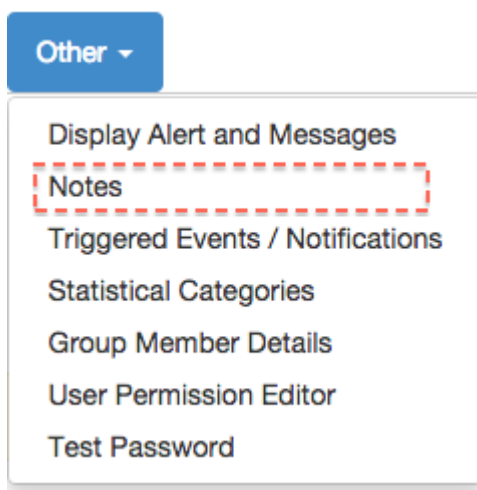 Other
Display Alert and Messages
Notes
Triggered Events / Notifications
Statistical Categories
Group Member Details
User Permission Editor
Test Password